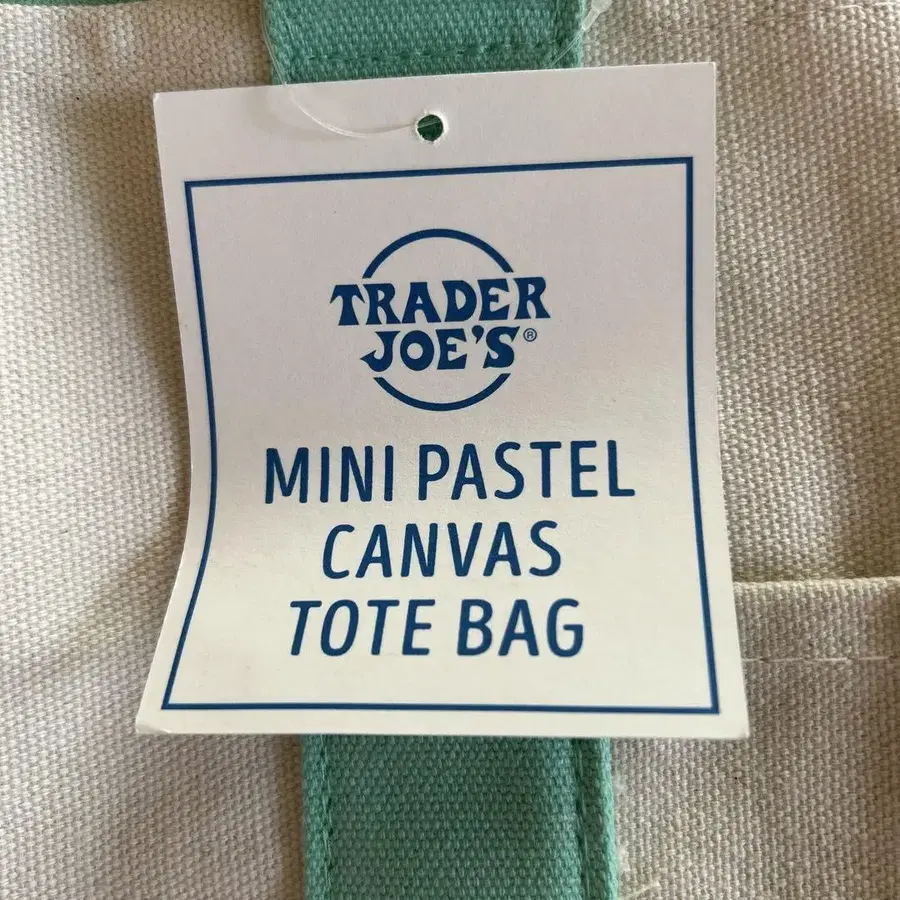 TRADER
JOE'S®
MINI PASTEL
CANVAS
TOTE BAG